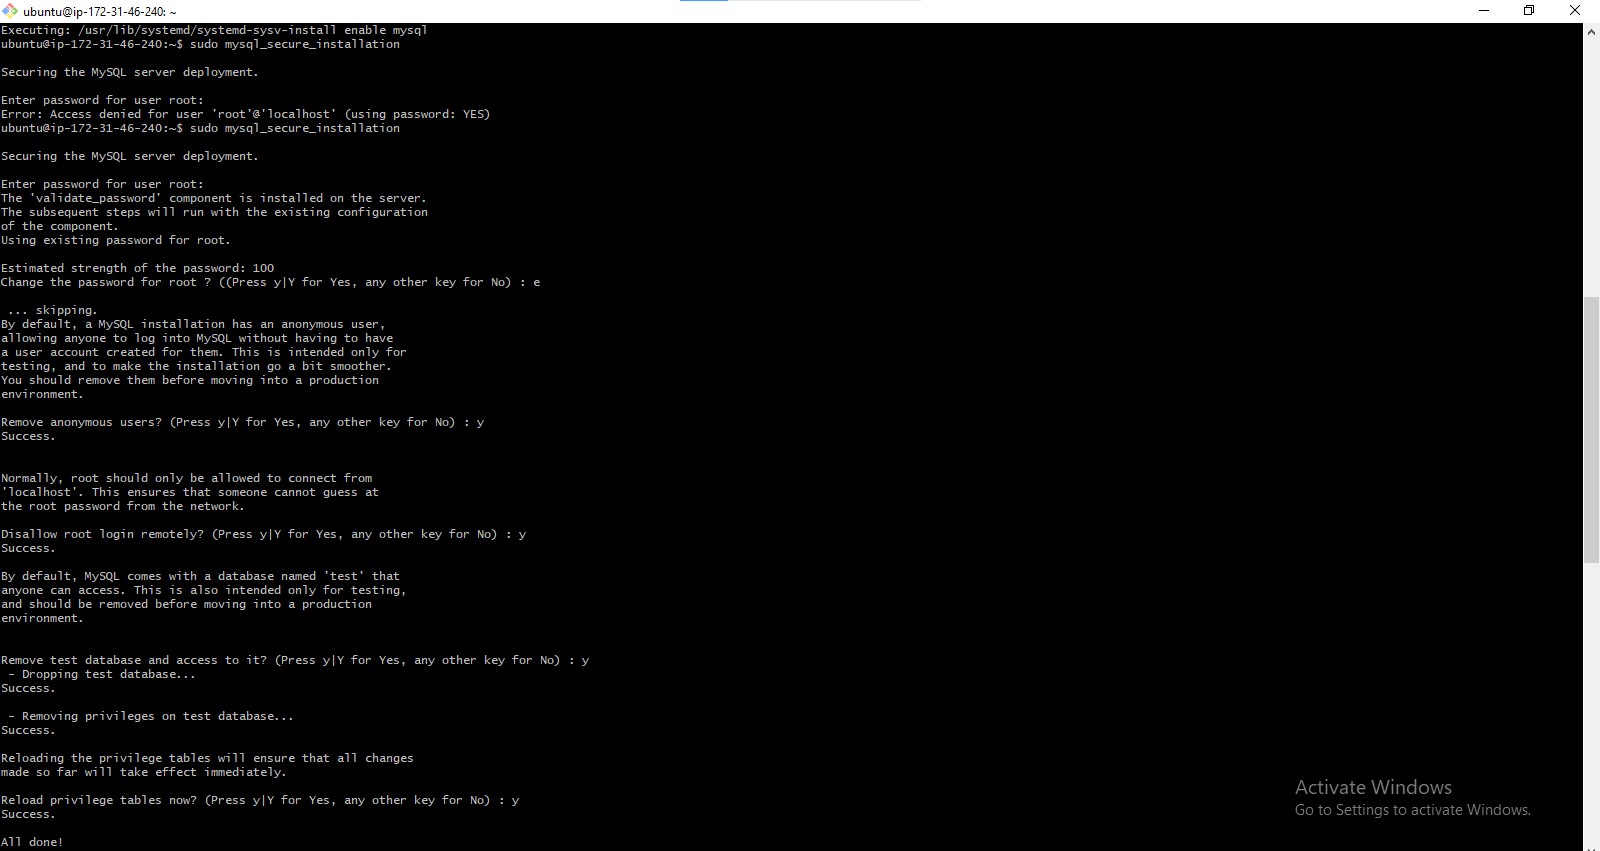 ubuntu@ip-172-31-46-240: ~
Executing: /usr/lib/systemd/systemd-sysv-install enable mysql
ubuntu@ip-172-31-46-240:~$ sudo mysql_secure_installation
Securing the MySQL server deployment.
Enter password for user root:
Error: Access denied for user 'root'@'localhost' (using password: YES)
ubuntu@ip-172-31-46-240:~$ sudo mysql_secure_installation
Securing the MySQL server deployment.
Enter password for user root:
The 'validate_password' component is installed on the server.
The subsequent steps will run with the existing configuration
of the component.
Using existing password for root.
Estimated strength of the password: 100
Change the password for root ? ((Press y|Y for Yes, any other key for No) : e
... skipping.
By default, a MySQL installation has an anonymous user,
allowing anyone to log into MySQL without having to have
a user account created for them. This is intended only for
testing, and to make the installation go a bit smoother.
You should remove them before moving into a production
environment.
Remove anonymous users? (Press y|Y for Yes, any other key for No) : y
Success.
Normally, root should only be allowed to connect from
'localhost'. This ensures that someone cannot guess at
the root password from the network.
Disallow root login remotely? (Press y|Y for Yes, any other key for No) : y
Success.
By default, MySQL comes with a database named 'test' that
anyone can access. This is also intended only for testing,
and should be removed before moving into a production
environment.
Remove test database and access to it? (Press y|Y for Yes, any other key for No) : y
- Dropping test database...
Success.
- Removing privileges on test database...
Success.
Reloading the privilege tables will ensure that all changes
made so far will take effect immediately.
Reload privilege tables now? (Press y|Y for Yes, any other key for No) : y
Success.
All done!
Activate Windows
Go to Settings to activate Windows.